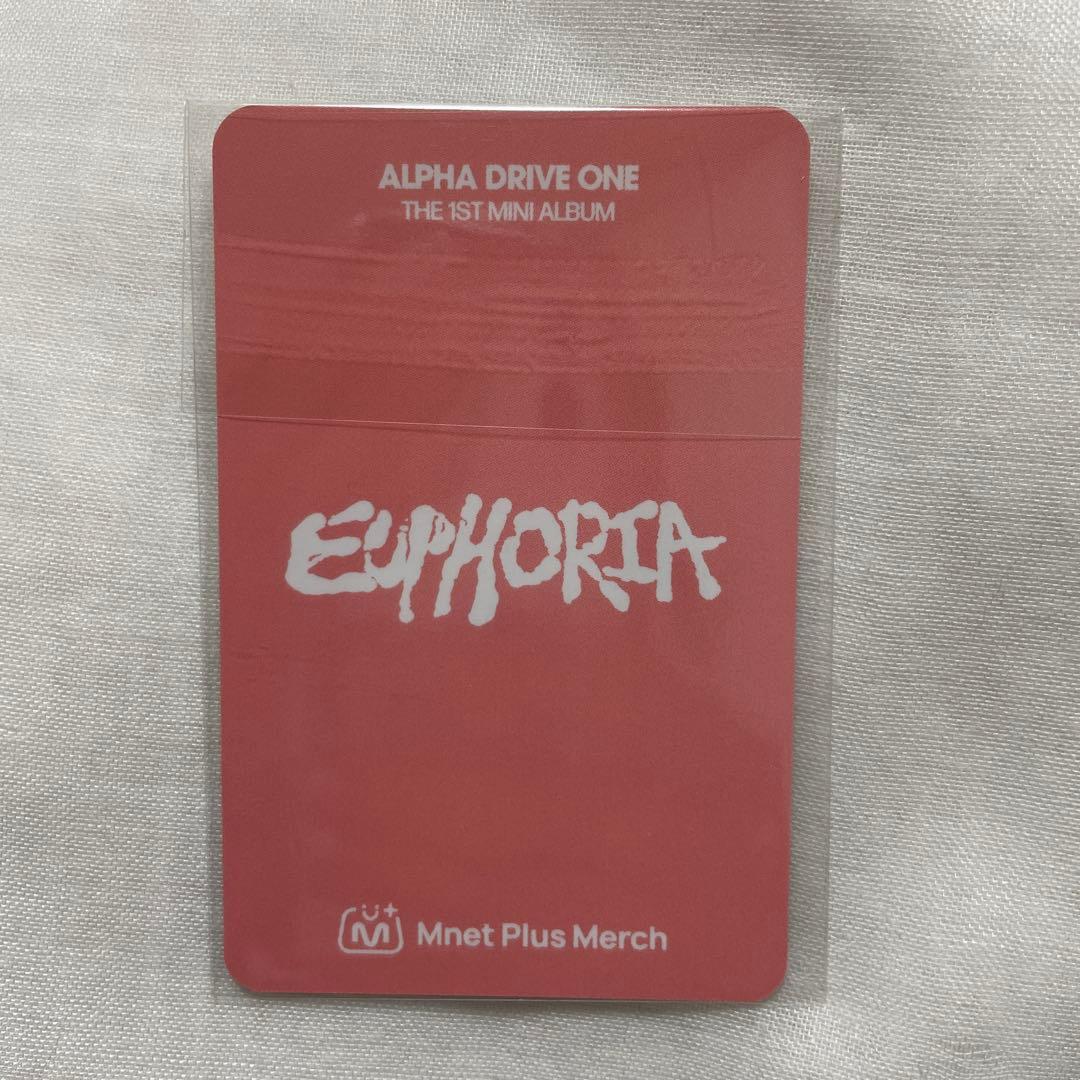 ALPHA DRIVE ONE
THE 1ST MINI ALBUM
EUPHORIA
M+ Mnet Plus Merch